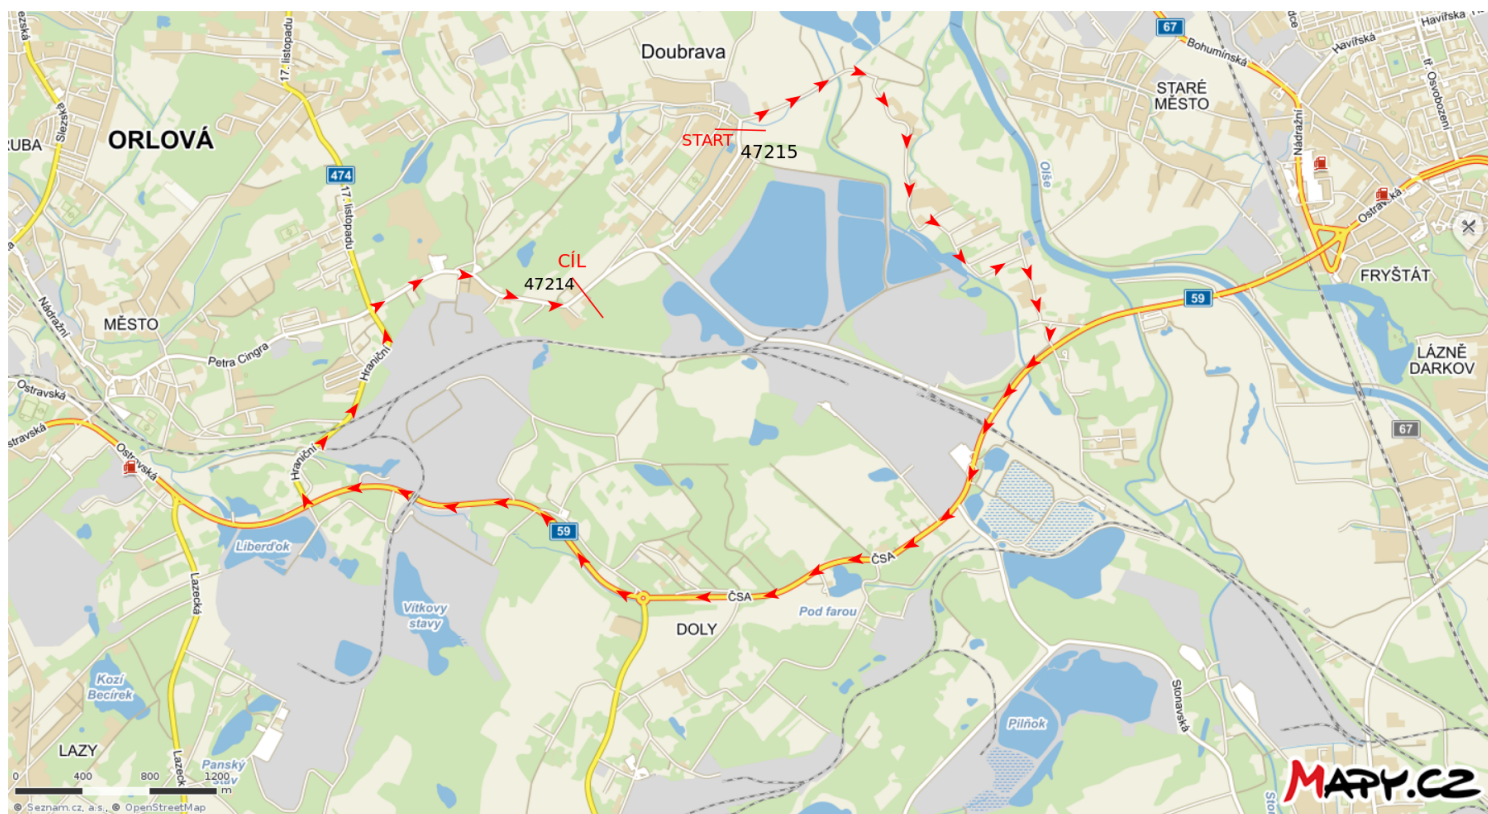 Doubrava
67
Bohumínská
Havířská
Havířská
tř. Osvobození
17. listopadu
Slezská
ORLOVÁ
STARÉ
MĚSTO
Nádražní
START
47215
474
17. listopadu
Olše
Ostravská
FRYŠTÁT
CÍL
47214
59
Nádražní
MĚSTO
Petra Cingra
Hraniční
LÁZNĚ
DARKOV
Ostravská
67
Ostravská
Hraniční
59
Liberďok
ČSA
ČSA
Lazecká
Vítkovy
stavy
Pod farou
DOLY
Kozí
Becírek
Stonavská
Pilňok
LAZY
Panský
stav
0 400 800 1200
m
MAPY.CZ
© Seznam.cz, a.s., © OpenStreetMap